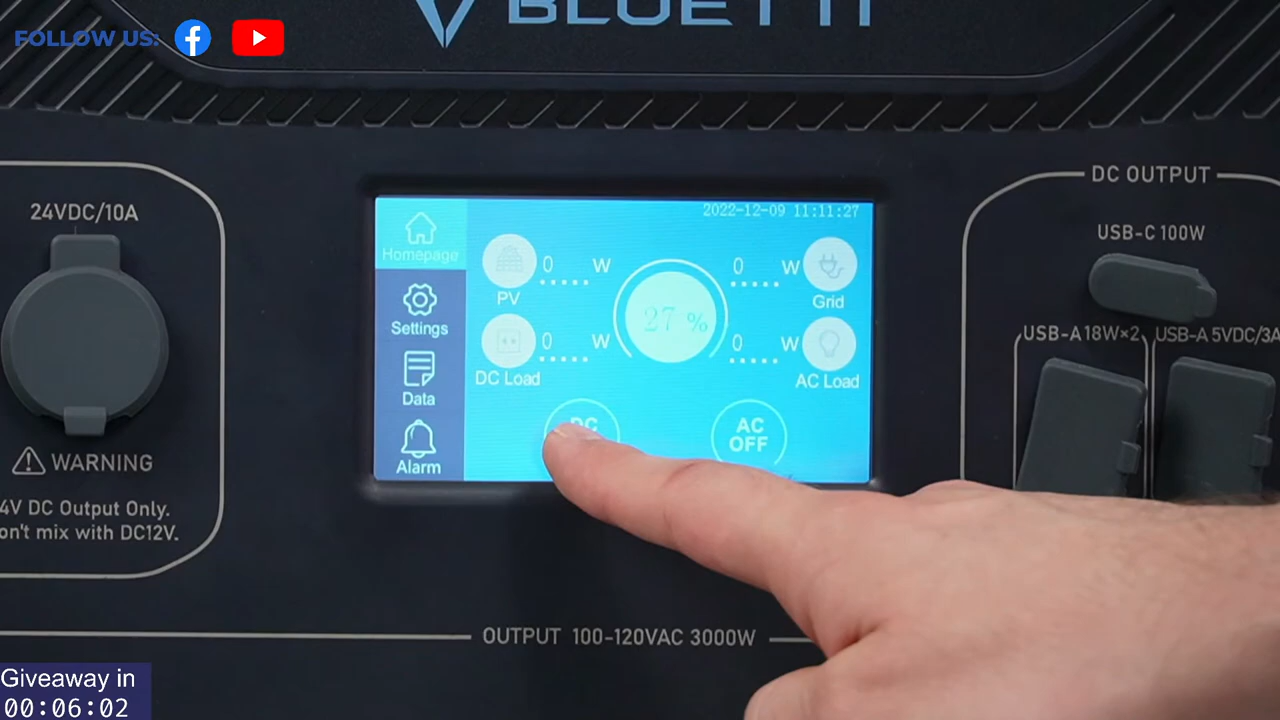 BLUETTI
FOLLOW US:
24VDC/10A
WARNING
4V DC Output Only.
on't mix with DC12V.
2022-12-09 11:11:27
Homepage
Settings
Data
Alarm
0 W
PV
0 W
DC Load
27 %
0 W
Grid
0 W
AC Load
DC
AC
OFF
DC OUTPUT
USB-C 100W
USB-A 18W×2
USB-A 5VDC/3A
OUTPUT 100-120VAC 3000W
Giveaway in
00:06:02